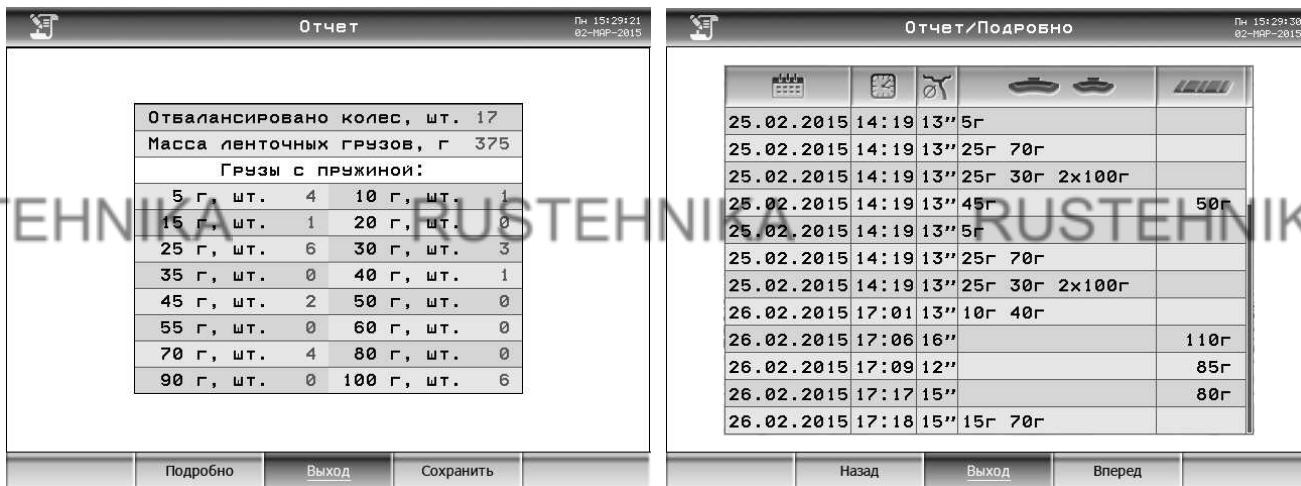 Отчет
Пн 15:29:21
02-МАР-2015
Отбалансировано колес, шт. 17
Масса ленточных грузов, г 375
Грузы с пружиной:
5 г, шт. 4 10 г, шт. 1
15 г, шт. 1 20 г, шт. 0
25 г, шт. 6 30 г, шт. 3
35 г, шт. 0 40 г, шт. 1
45 г, шт. 2 50 г, шт. 0
55 г, шт. 0 60 г, шт. 0
70 г, шт. 4 80 г, шт. 0
90 г, шт. 0 100 г, шт. 6
Подробно Выход Сохранить
Отчет/Подробно
Пн 15:29:30
02-МАР-2015
25.02.2015 14:19 13" 5г
25.02.2015 14:19 13" 25г 70г
25.02.2015 14:19 13" 25г 30г 2x100г
25.02.2015 14:19 13" 45г 50г
25.02.2015 14:19 13" 5г
25.02.2015 14:19 13" 25г 70г
25.02.2015 14:19 13" 25г 30г 2x100г
26.02.2015 17:01 13" 10г 40г
26.02.2015 17:06 16" 110г
26.02.2015 17:09 12" 85г
26.02.2015 17:17 15" 80г
26.02.2015 17:18 15" 15г 70г
Назад Выход Вперед
TEHNIKA RUSTEHNIKA RUSTEHNIK